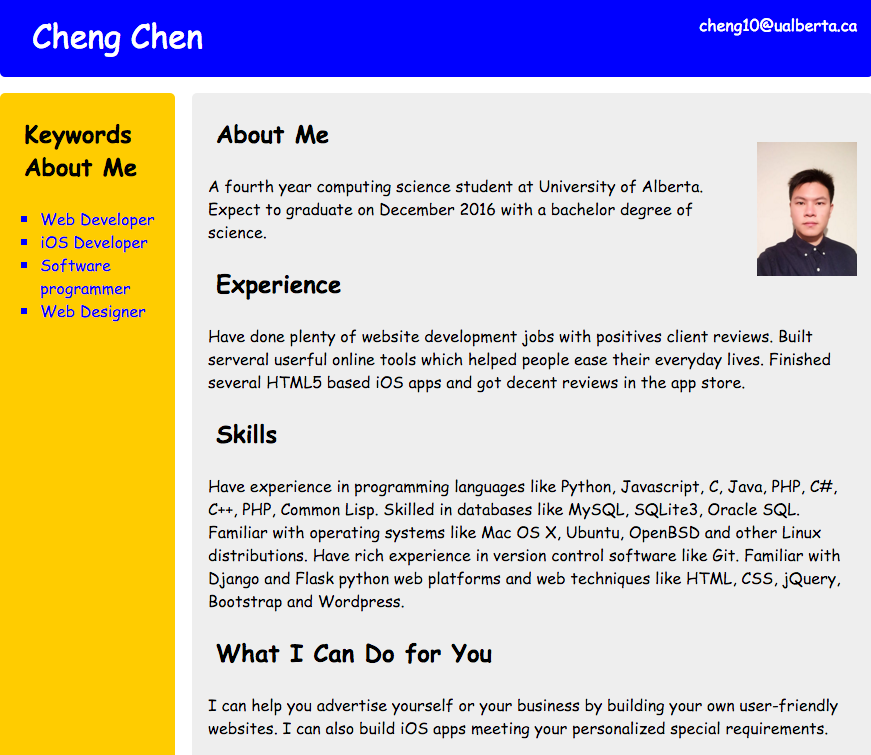 Cheng Chen
cheng10@ualberta.ca
Keywords
About Me
Web Developer
iOS Developer
Software
programmer
Web Designer
About Me
A fourth year computing science student at University of Alberta.
Expect to graduate on December 2016 with a bachelor degree of
science.
Experience
Have done plenty of website development jobs with positives client reviews. Built
serveral userful online tools which helped people ease their everyday lives. Finished
several HTML5 based iOS apps and got decent reviews in the app store.
Skills
Have experience in programming languages like Python, Javascript, C, Java, PHP, C#,
C++, PHP, Common Lisp. Skilled in databases like MySQL, SQLite3, Oracle SQL.
Familiar with operating systems like Mac OS X, Ubuntu, OpenBSD and other Linux
distributions. Have rich experience in version control software like Git. Familiar with
Django and Flask python web platforms and web techniques like HTML, CSS, jQuery,
Bootstrap and Wordpress.
What I Can Do for You
I can help you advertise yourself or your business by building your own user-friendly
websites. I can also build iOS apps meeting your personalized special requirements.